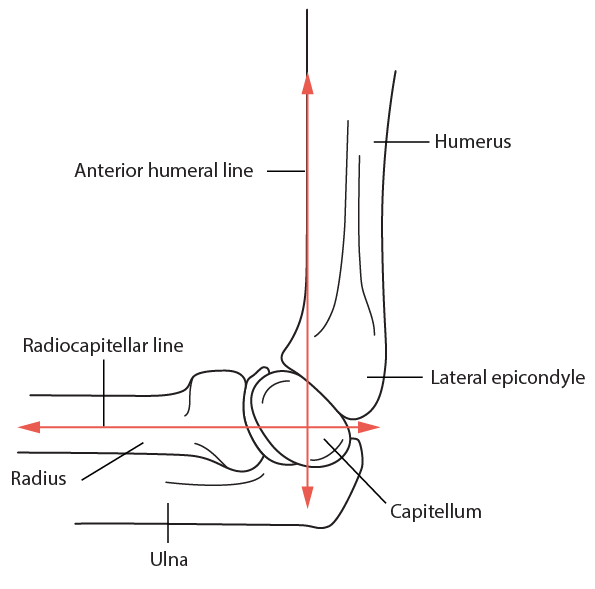 Humerus
Anterior humeral line
Radiocapitellar line
Lateral epicondyle
Radius
Capitellum
Ulna